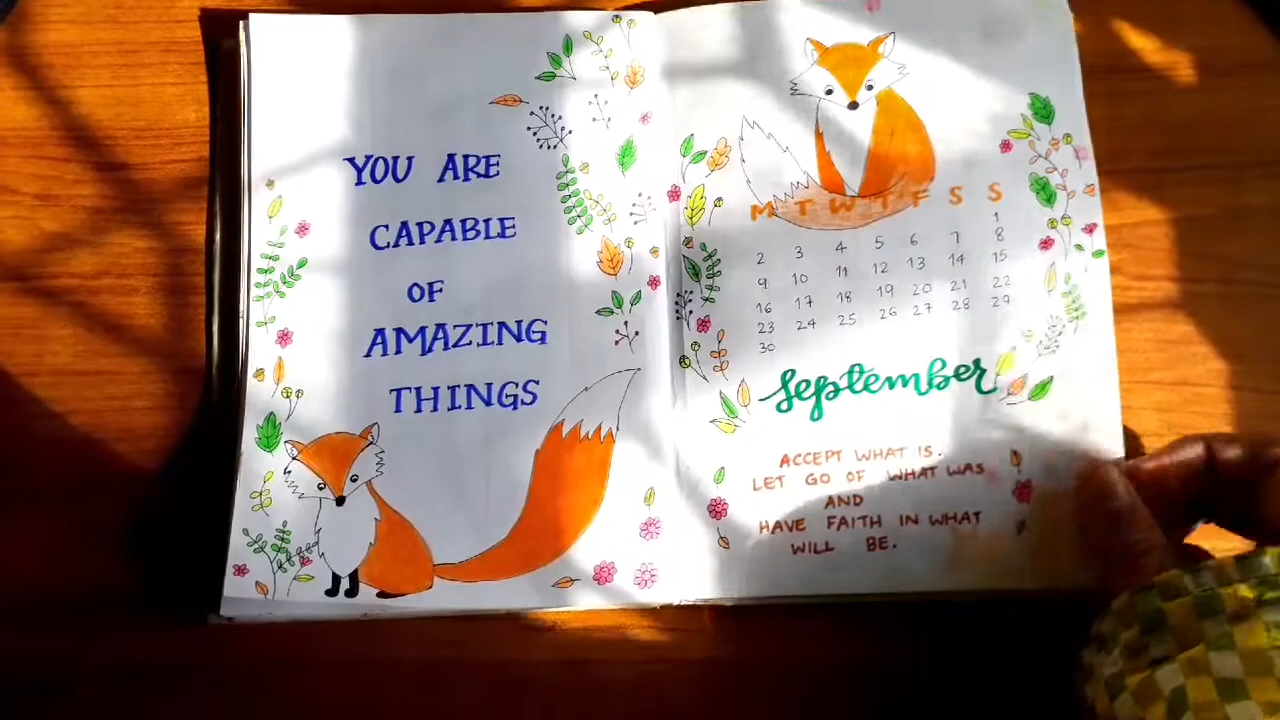 YOU ARE
CAPABLE
OF
AMAZING
THINGS
M T W T F S S
1
2 3 4 5 6 7 8
9 10 11 12 13 14 15
16 17 18 19 20 21 22
23 24 25 26 27 28 29
30
September
ACCEPT WHAT IS.
LET GO OF WHAT WAS
AND
HAVE FAITH IN WHAT
WILL BE.